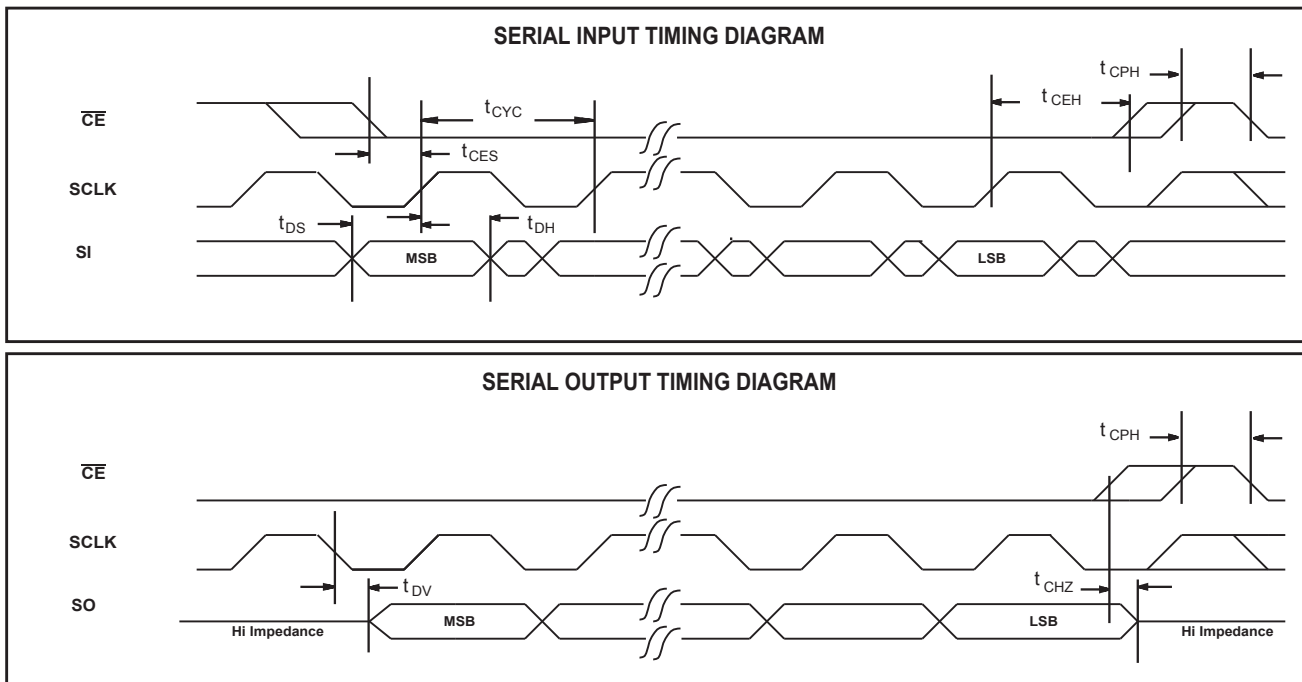 SERIAL INPUT TIMING DIAGRAM
t CPH
t CEH
CE
tCYC
t CES
SCLK
t DS
t DH
SI
MSB
LSB
SERIAL OUTPUT TIMING DIAGRAM
t CPH
CE
SCLK
t DV
t CHZ
SO
Hi Impedance
MSB
LSB
Hi Impedance